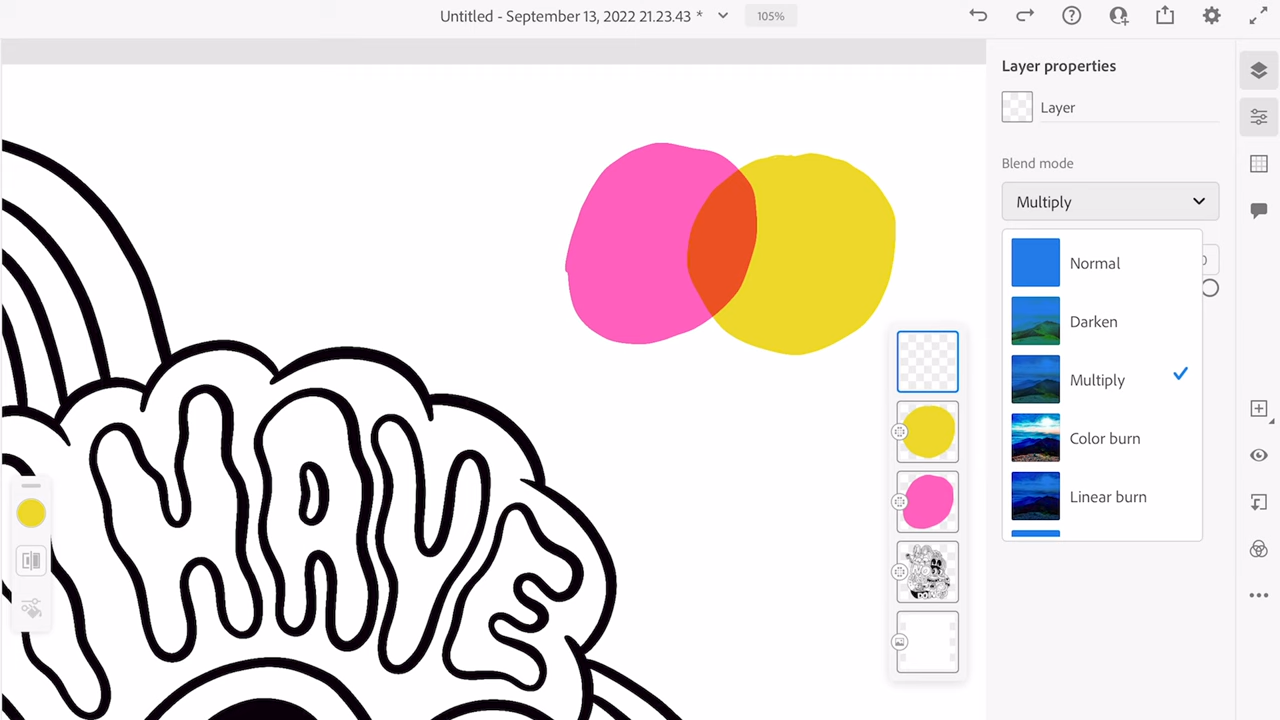 Untitled - September 13, 2022 21.23.43 *
105%
Layer properties
Layer
Blend mode
Multiply
Normal
Darken
Multiply
Color burn
Linear burn
HAVE